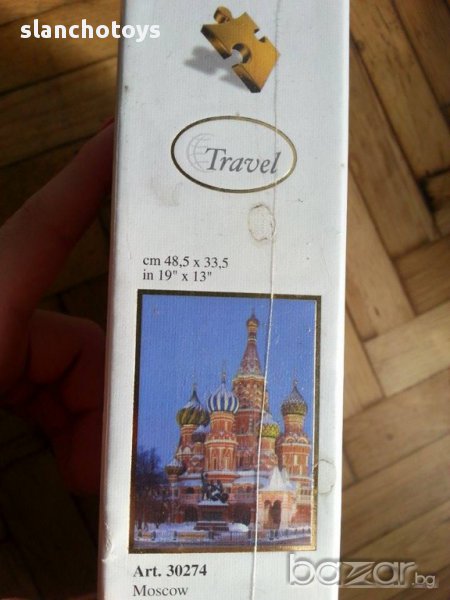 slanchotoys
Travel
cm 48,5 x 33,5
in 19" x 13"
Art. 30274
Moscow
bazar.bg